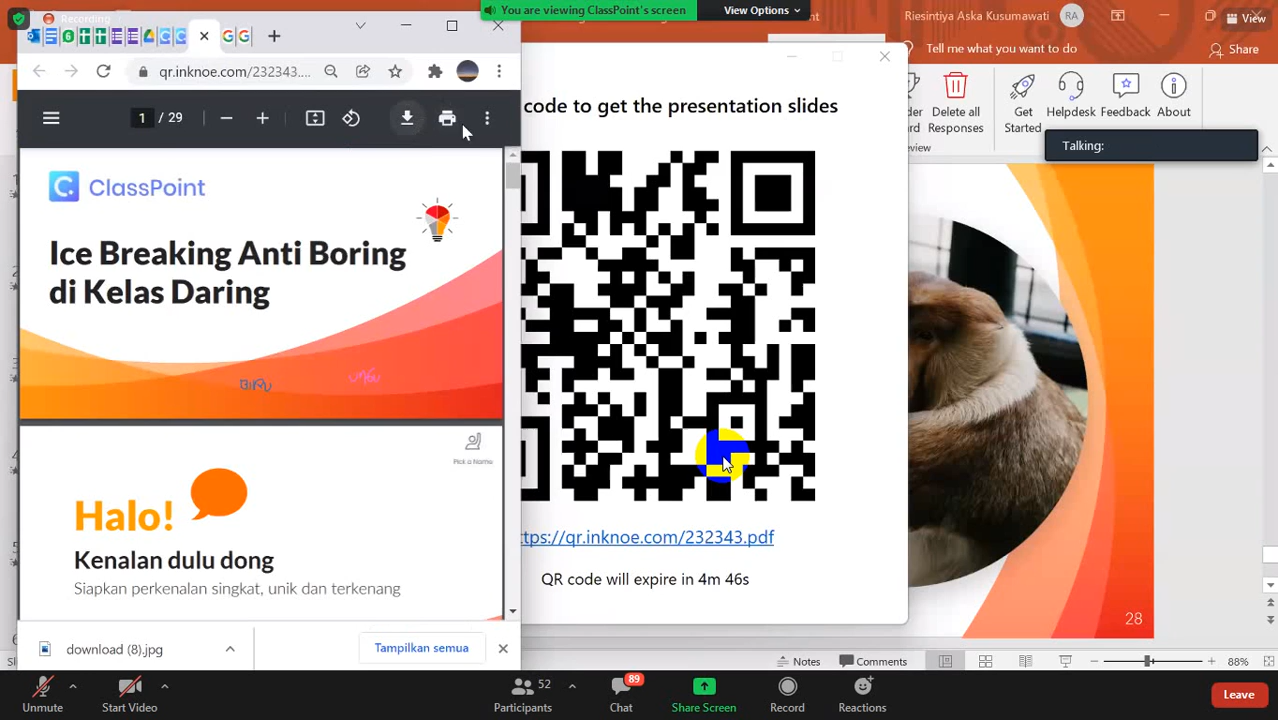 Recording
You are viewing ClassPoint's screen
View Options
Riesintiya Aska Kusumawati
RA
View
Tell me what you want to do
Share
Delete all
Responses
Get
Started
Helpdesk
Feedback
About
Talking:
qr.inknoe.com/232343....
1 / 29
code to get the presentation slides
ClassPoint
Ice Breaking Anti Boring
di Kelas Daring
Pick a Name
Halo!
Kenalan dulu dong
Siapkan perkenalan singkat, unik dan terkenang
ttps://qr.inknoe.com/232343.pdf
QR code will expire in 4m 46s
28
download (8).jpg
Tampilkan semua
Notes
Comments
88%
Unmute
Start Video
52
Participants
89
Chat
Share Screen
Record
Reactions
Leave